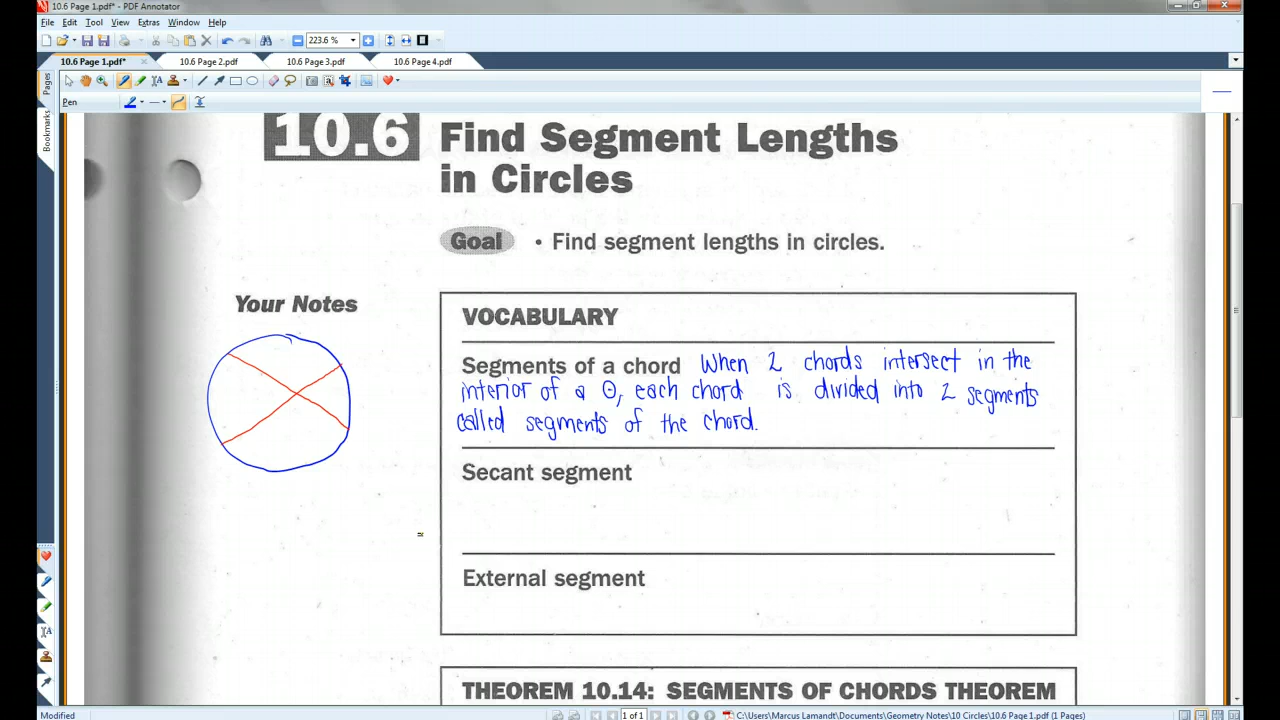 10.6 Page 1.pdf* - PDF Annotator
File Edit Tool View Extras Window Help
223.6 %
10.6 Page 1.pdf* 10.6 Page 2.pdf 10.6 Page 3.pdf 10.6 Page 4.pdf
Pen
Pages
Bookmarks
10.6 Find Segment Lengths
in Circles
Goal • Find segment lengths in circles.
Your Notes
VOCABULARY
Segments of a chord When 2 chords intersect in the
interior of a ⊙, each chord is divided into 2 segments
called segments of the chord.
Secant segment
External segment
THEOREM 10.14: SEGMENTS OF CHORDS THEOREM
Modified 1 of 1 C:\Users\Marcus Lamandt\Documents\Geometry Notes\10 Circles\10.6 Page 1.pdf (1 Pages)